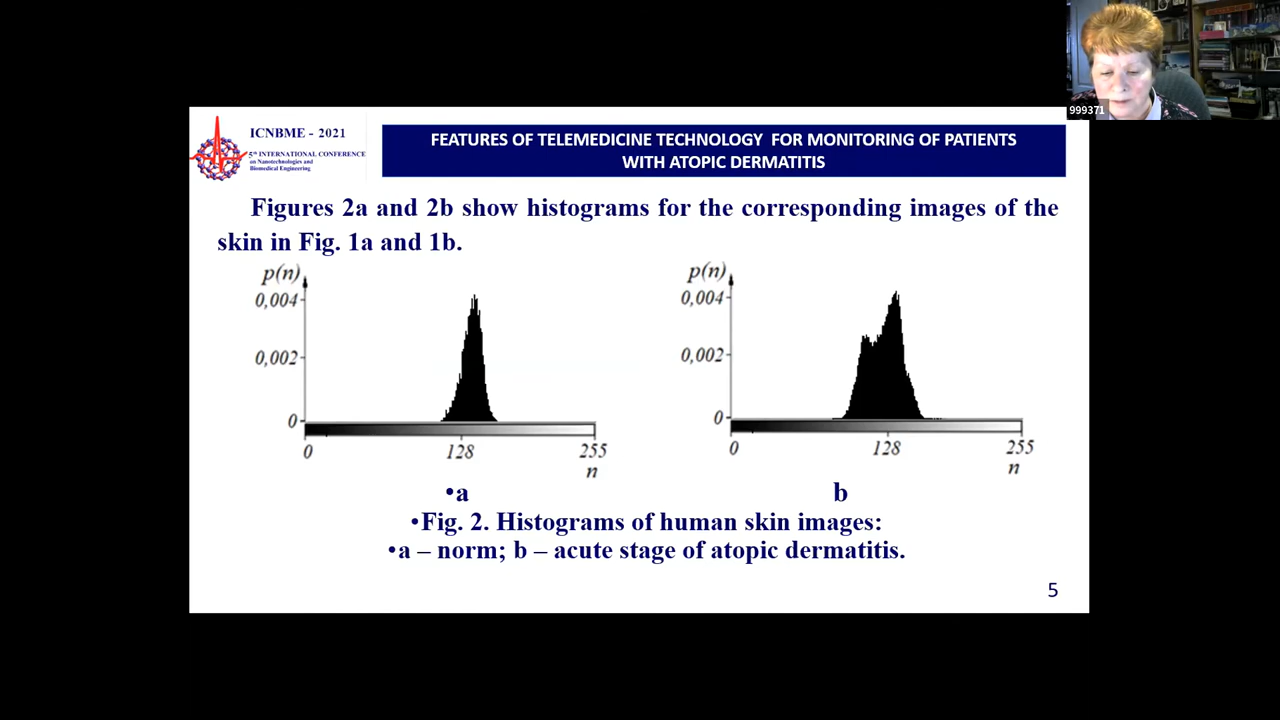 999371
ICNBME - 2021
5th INTERNATIONAL CONFERENCE
on Nanotechnologies and
Biomedical Engineering
FEATURES OF TELEMEDICINE TECHNOLOGY FOR MONITORING OF PATIENTS
WITH ATOPIC DERMATITIS
Figures 2a and 2b show histograms for the corresponding images of the
skin in Fig. 1a and 1b.
p(n)
0,004
0,002
0
0
128
255
n
p(n)
0,004
0,002
0
0
128
255
n
•a
b
•Fig. 2. Histograms of human skin images:
•a – norm; b – acute stage of atopic dermatitis.
5